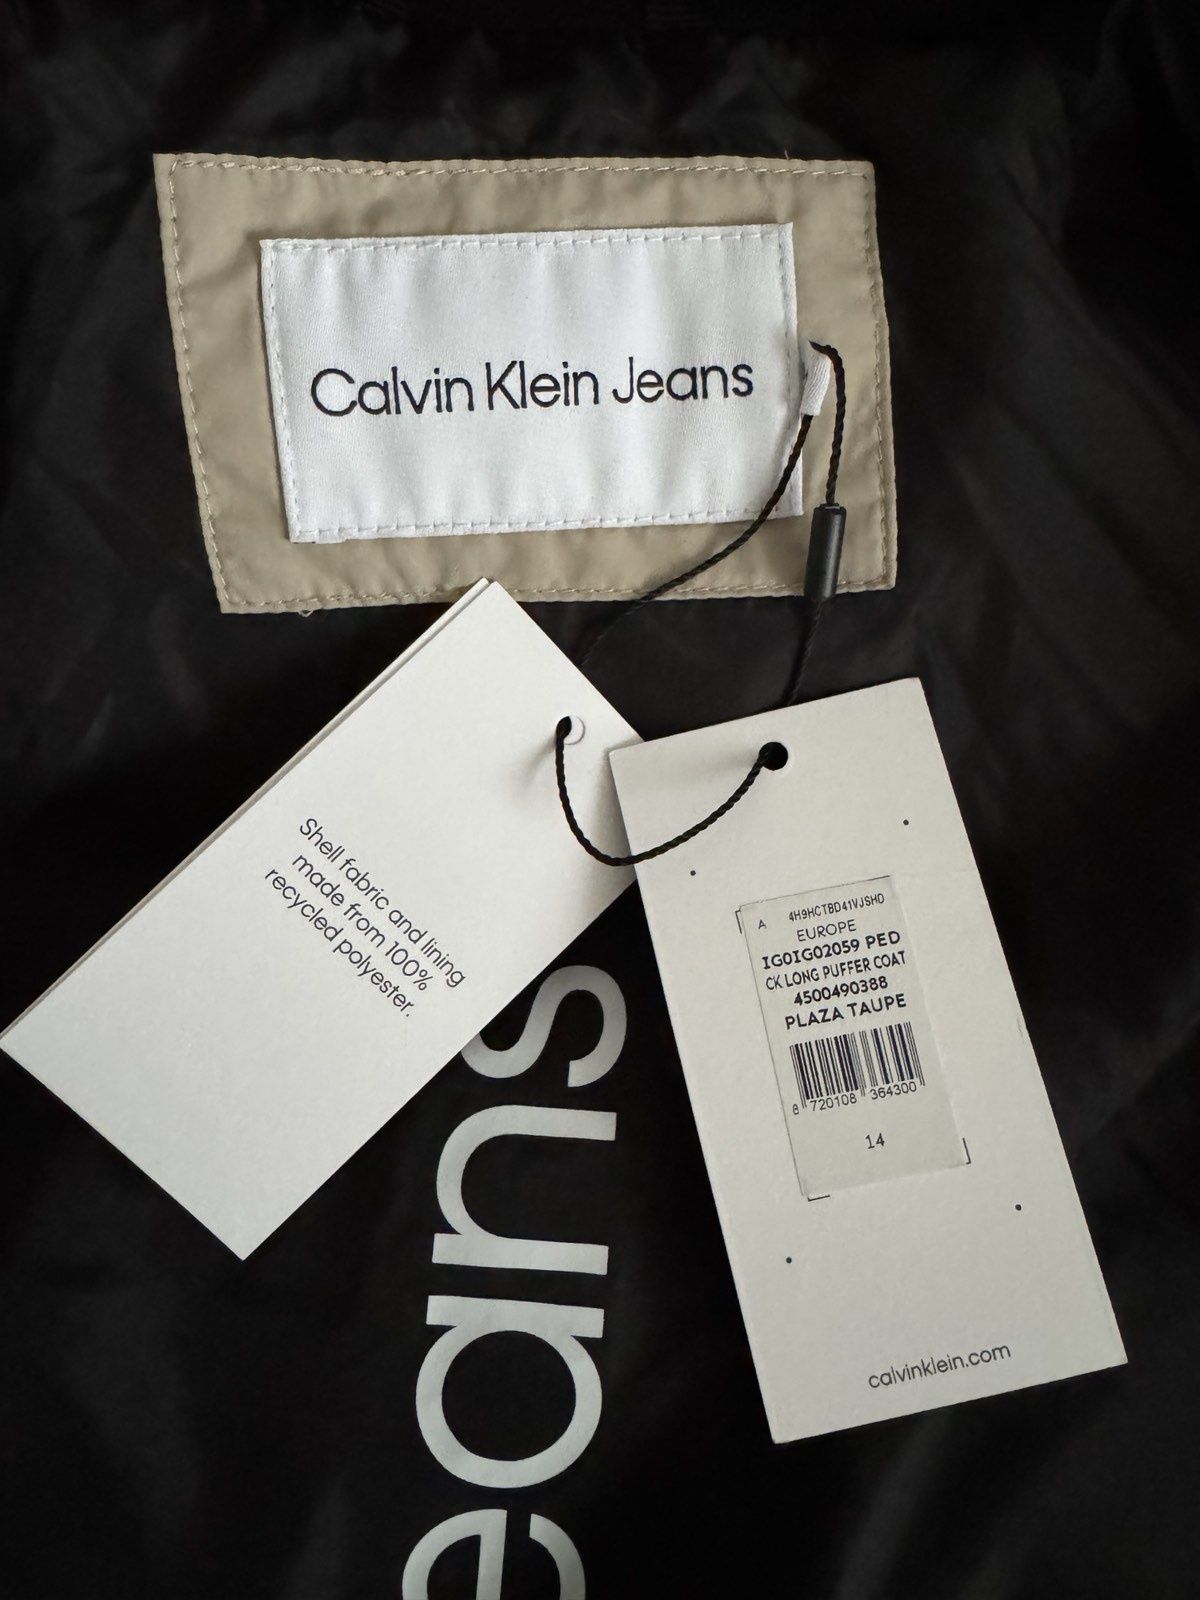 Calvin Klein Jeans
Shell fabric and lining
made from 100%
recycled polyester.
A 4H9HCTBD41VJSHD
EUROPE
IG0IG02059 PED
CK LONG PUFFER COAT
4500490388
PLAZA TAUPE
8 720108 364300
14
calvinklein.com
eans